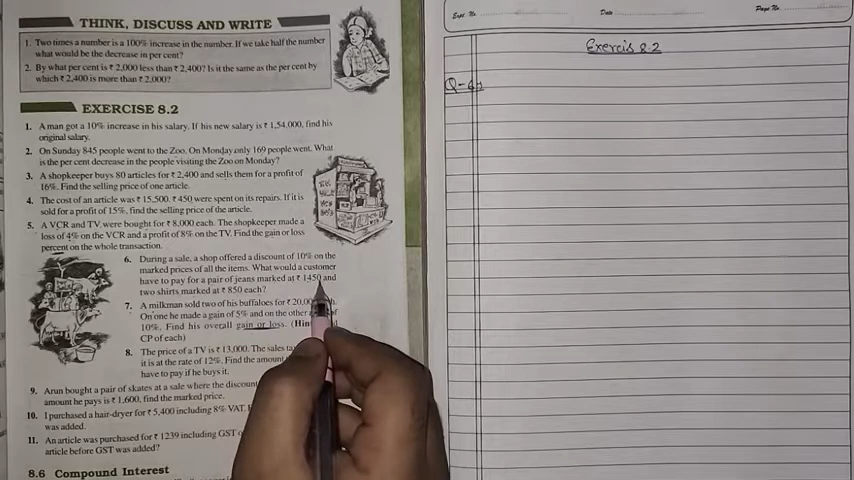 THINK, DISCUSS AND WRITE
1. Two times a number is a 100% increase in the number. If we take half the number
what would be the decrease in per cent?
2. By what per cent is ₹ 2,000 less than ₹ 2,400? Is it the same as the per cent by
which ₹ 2,400 is more than ₹ 2,000?
EXERCISE 8.2
1. A man got a 10% increase in his salary. If his new salary is ₹ 1,54,000, find his
original salary.
2. On Sunday 845 people went to the Zoo. On Monday only 169 people went. What
is the per cent decrease in the people visiting the Zoo on Monday?
3. A shopkeeper buys 80 articles for ₹ 2,400 and sells them for a profit of
16%. Find the selling price of one article.
4. The cost of an article was ₹ 15,500. ₹ 450 were spent on its repairs. If it is
sold for a profit of 15%, find the selling price of the article.
5. A VCR and TV were bought for ₹ 8,000 each. The shopkeeper made a
loss of 4% on the VCR and a profit of 8% on the TV. Find the gain or loss
percent on the whole transaction.
6. During a sale, a shop offered a discount of 10% on the
marked prices of all the items. What would a customer
have to pay for a pair of jeans marked at ₹ 1450 and
two shirts marked at ₹ 850 each?
7. A milkman sold two of his buffaloes for ₹ 20,00
On one he made a gain of 5% and on the other
10%. Find his overall gain or loss. (Hin
CP of each)
8. The price of a TV is ₹ 13,000. The sales ta
it is at the rate of 12%. Find the amount
have to pay if he buys it.
9. Arun bought a pair of skates at a sale where the discount
amount he pays is ₹ 1,600, find the marked price.
10. I purchased a hair-dryer for ₹ 5,400 including 8% VAT.
was added.
11. An article was purchased for ₹ 1239 including GST
article before GST was added?
8.6 Compound Interest
Expt. No.
Date
Page No.
Exercis 8.2
Q-6